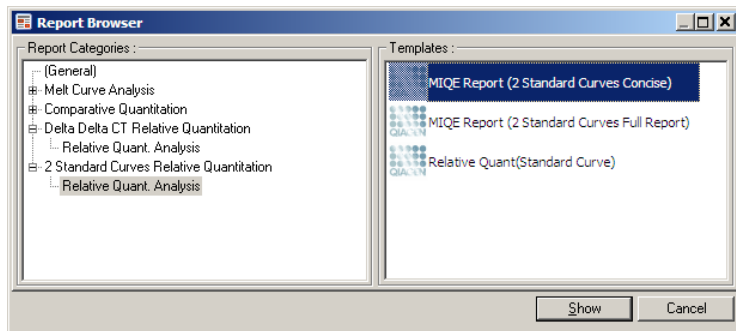 Report Browser
Report Categories :
(General)
Melt Curve Analysis
Comparative Quantitation
Delta Delta CT Relative Quantitation
Relative Quant. Analysis
2 Standard Curves Relative Quantitation
Relative Quant. Analysis
Templates :
MIQE Report (2 Standard Curves Concise)
QIAGEN
MIQE Report (2 Standard Curves Full Report)
QIAGEN
Relative Quant(Standard Curve)
Show
Cancel